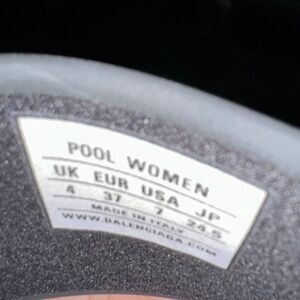 POOL WOMEN
UK EUR USA JP
4 37 7 24.5
MADE IN ITALY
WWW.BALENCIAGA.COM